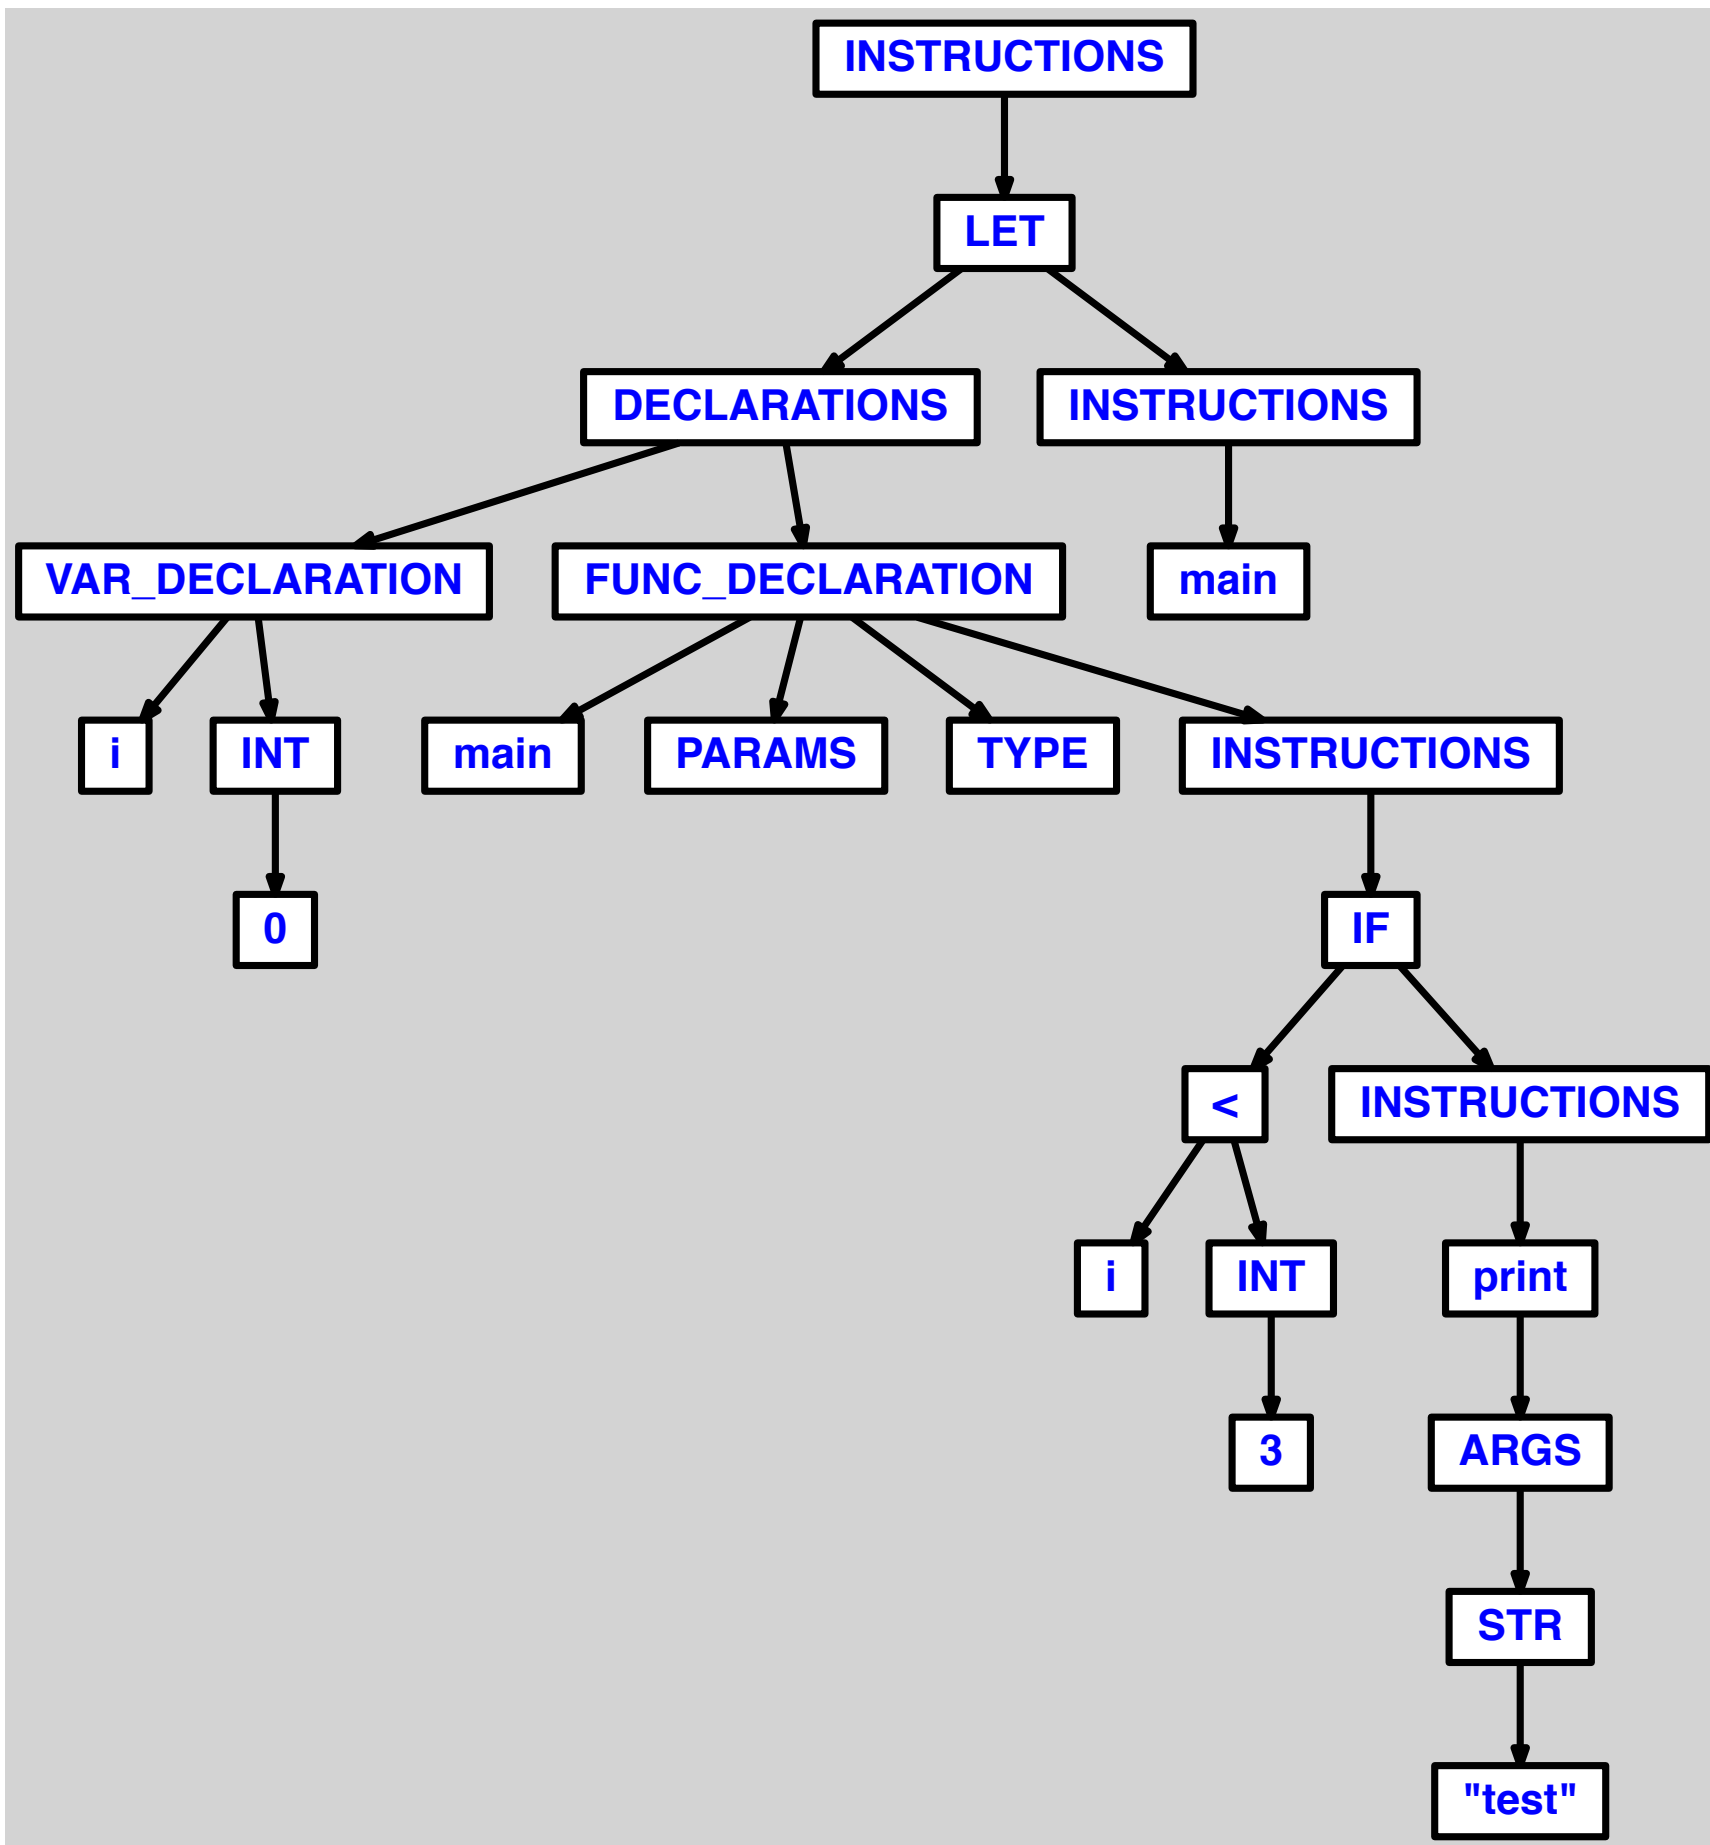 INSTRUCTIONS
LET
DECLARATIONS
INSTRUCTIONS
VAR_DECLARATION
FUNC_DECLARATION
main
i
INT
main
PARAMS
TYPE
INSTRUCTIONS
0
IF
<
INSTRUCTIONS
i
INT
print
3
ARGS
STR
"test"